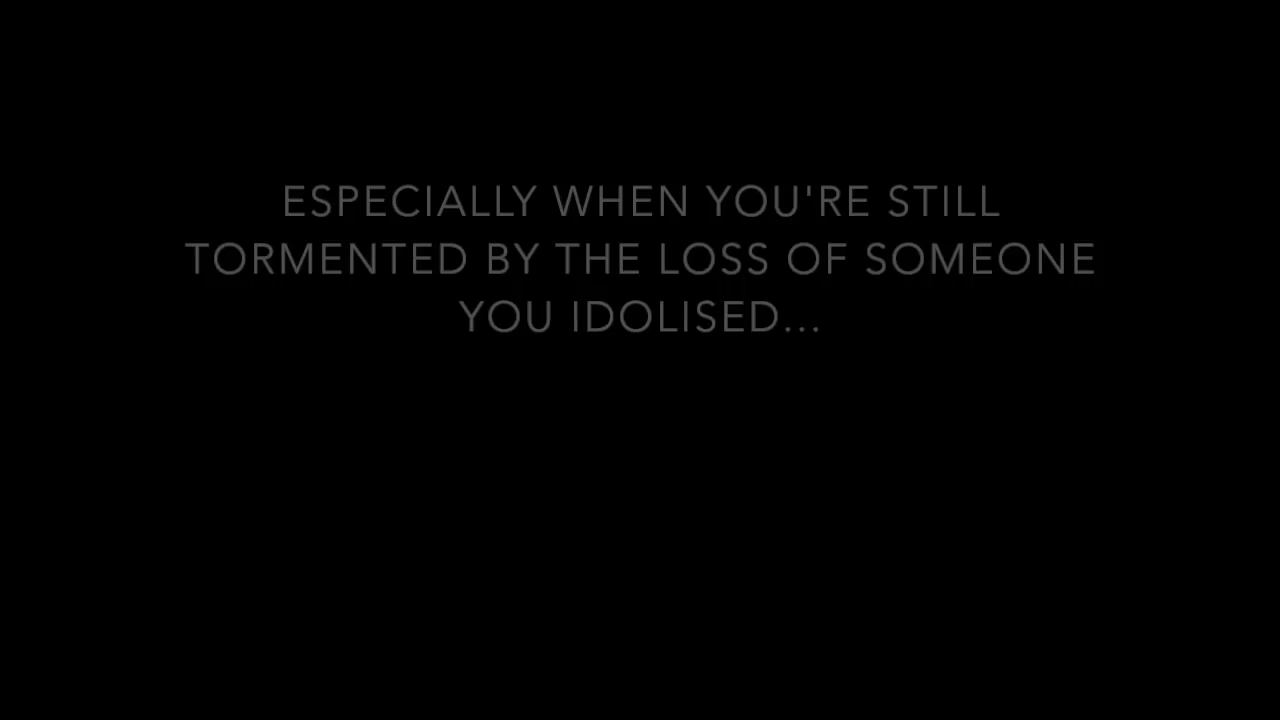 ESPECIALLY WHEN YOU'RE STILL
TORMENTED BY THE LOSS OF SOMEONE
YOU IDOLISED...